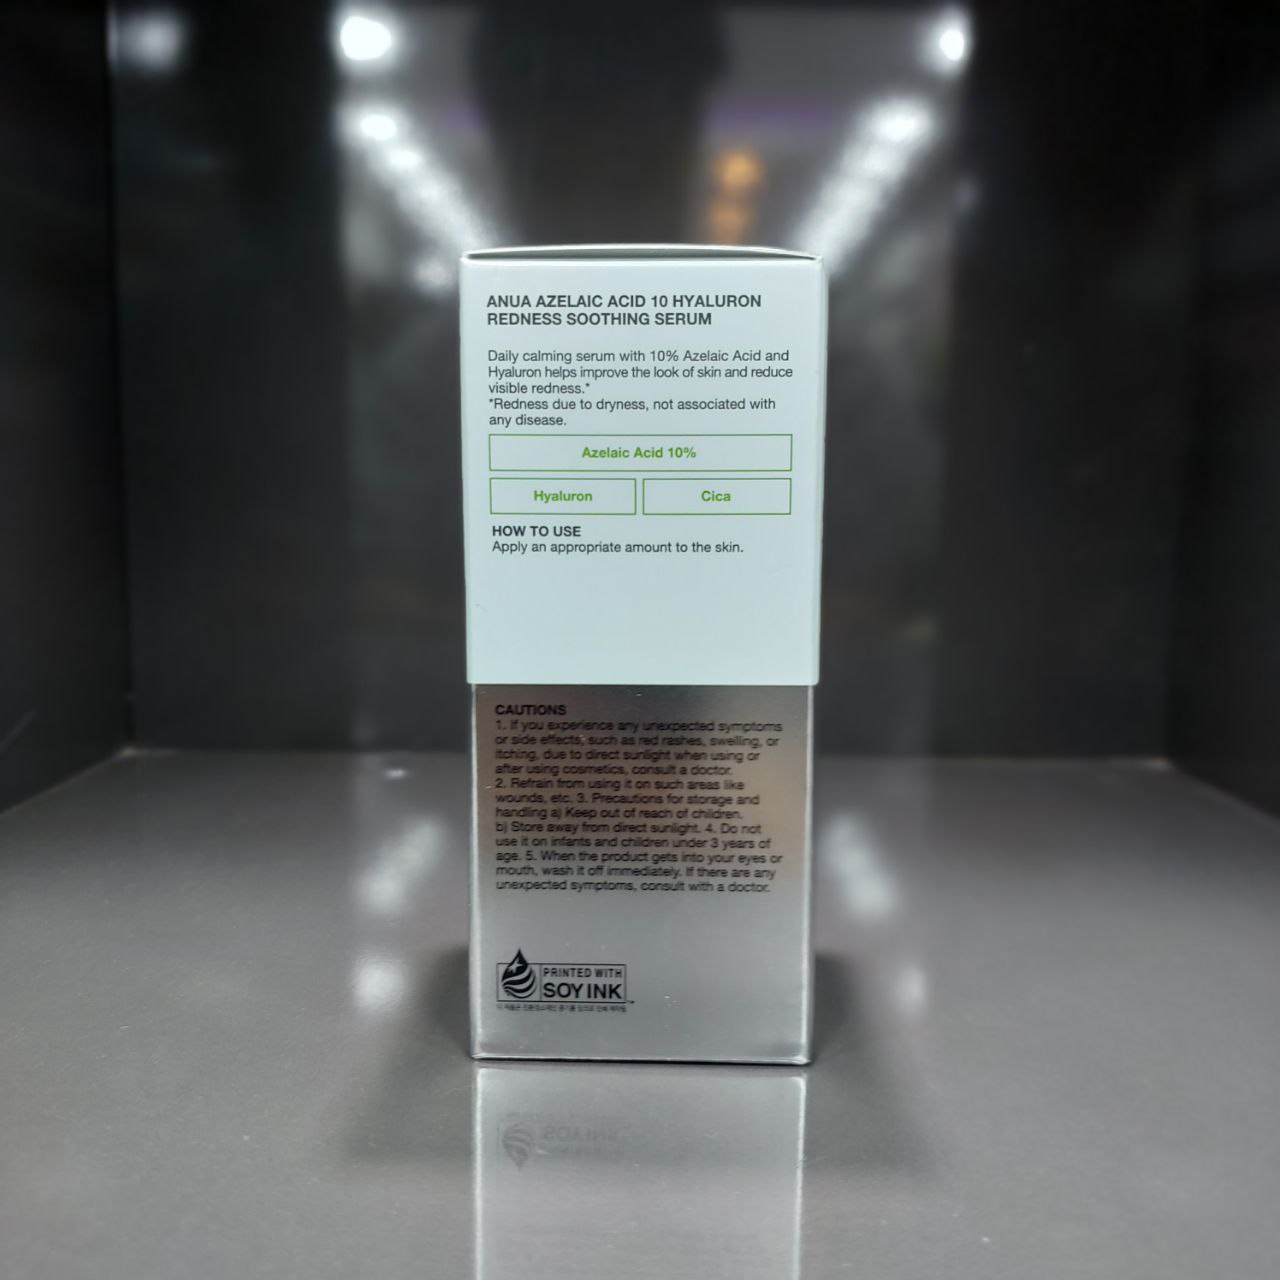 ANUA AZELAIC ACID 10 HYALURON
REDNESS SOOTHING SERUM
Daily calming serum with 10% Azelaic Acid and
Hyaluron helps improve the look of skin and reduce
visible redness.*
*Redness due to dryness, not associated with
any disease.
Azelaic Acid 10%
Hyaluron
Cica
HOW TO USE
Apply an appropriate amount to the skin.
CAUTIONS
1. If you experience any unexpected symptoms
or side effects, such as red rashes, swelling, or
itching, due to direct sunlight when using or
after using cosmetics, consult a doctor.
2. Refrain from using it on such areas like
wounds, etc. 3. Precautions for storage and
handling a) Keep out of reach of children.
b) Store away from direct sunlight. 4. Do not
use it on infants and children under 3 years of
age. 5. When the product gets into your eyes or
mouth, wash it off immediately. If there are any
unexpected symptoms, consult with a doctor.
PRINTED WITH
SOY INK